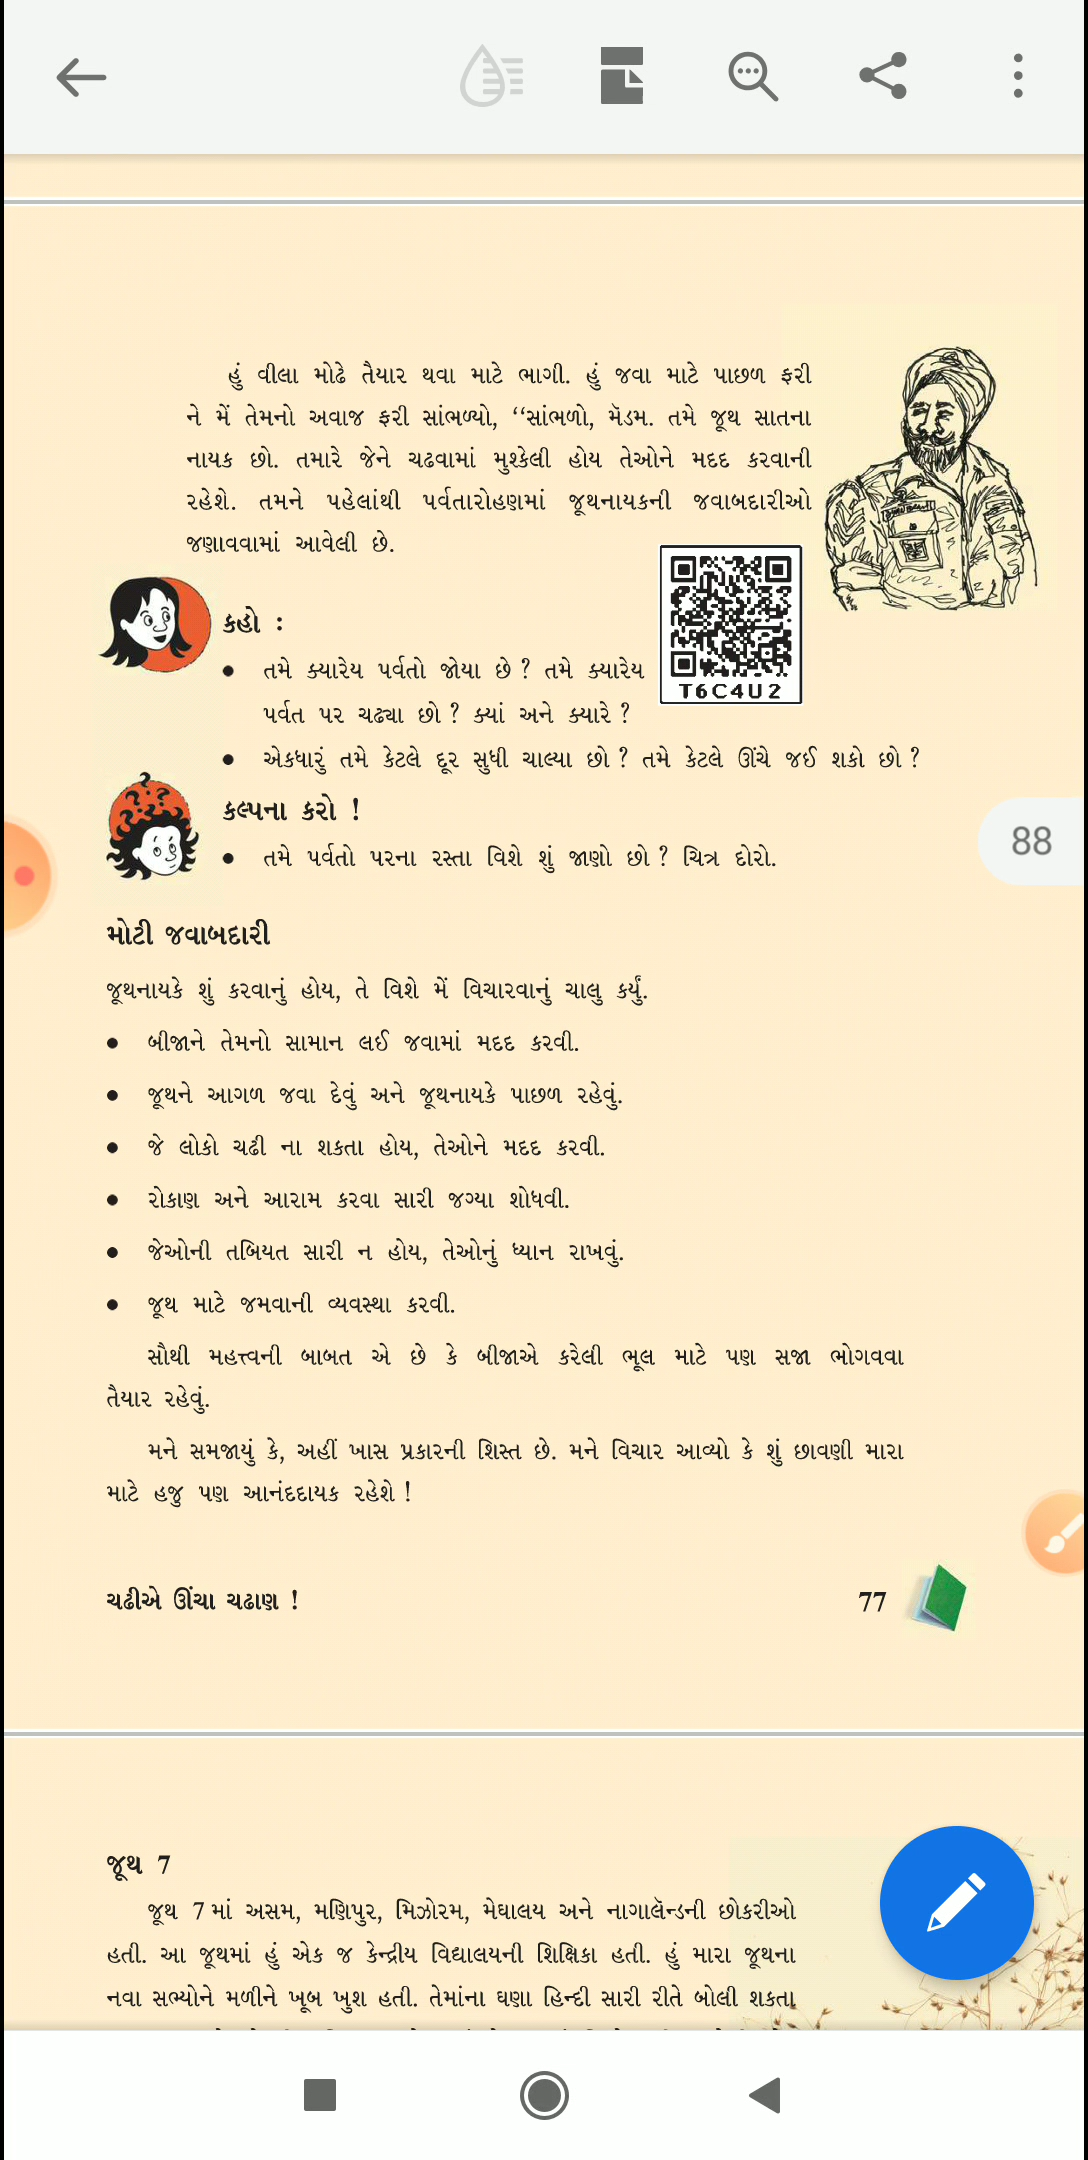 હું વીલા મોઢે તૈયાર થવા માટે ભાગી. હું જવા માટે પાછળ ફરી
ને મેં તેમનો અવાજ ફરી સાંભળ્યો, “સાંભળો, મૅડમ. તમે જૂથ સાતના
નાયક છો. તમારે જેને ચઢવામાં મુશ્કેલી હોય તેઓને મદદ કરવાની
રહેશે. તમને પહેલાંથી પર્વતારોહણમાં જૂથનાયકની જવાબદારીઓ
જણાવવામાં આવેલી છે.
કહો :
● તમે ક્યારેય પર્વતો જોયા છે ? તમે ક્યારેય
પર્વત પર ચઢ્યા છો ? ક્યાં અને ક્યારે ?
T6C4U2
● એકધારું તમે કેટલે દૂર સુધી ચાલ્યા છો ? તમે કેટલે ઊંચે જઈ શકો છો ?
કલ્પના કરો !
● તમે પર્વતો પરના રસ્તા વિશે શું જાણો છો ? ચિત્ર દોરો.
88
મોટી જવાબદારી
જૂથનાયકે શું કરવાનું હોય, તે વિશે મેં વિચારવાનું ચાલુ કર્યું.
● બીજાને તેમનો સામાન લઈ જવામાં મદદ કરવી.
● જૂથને આગળ જવા દેવું અને જૂથનાયકે પાછળ રહેવું.
● જે લોકો ચઢી ના શકતા હોય, તેઓને મદદ કરવી.
● રોકાણ અને આરામ કરવા સારી જગ્યા શોધવી.
● જેઓની તબિયત સારી ન હોય, તેઓનું ધ્યાન રાખવું.
● જૂથ માટે જમવાની વ્યવસ્થા કરવી.
સૌથી મહત્ત્વની બાબત એ છે કે બીજાએ કરેલી ભૂલ માટે પણ સજા ભોગવવા
તૈયાર રહેવું.
મને સમજાયું કે, અહીં ખાસ પ્રકારની શિસ્ત છે. મને વિચાર આવ્યો કે શું છાવણી મારા
માટે હજુ પણ આનંદદાયક રહેશે !
ચઢીએ ઊંચા ચઢાણ !
77
જૂથ 7
જૂથ 7 માં અસમ, મણિપુર, મિઝોરમ, મેઘાલય અને નાગાલૅન્ડની છોકરીઓ
હતી. આ જૂથમાં હું એક જ કેન્દ્રીય વિદ્યાલયની શિક્ષિકા હતી. હું મારા જૂથના
નવા સભ્યોને મળીને ખૂબ ખુશ હતી. તેમાંના ઘણા હિન્દી સારી રીતે બોલી શકતા